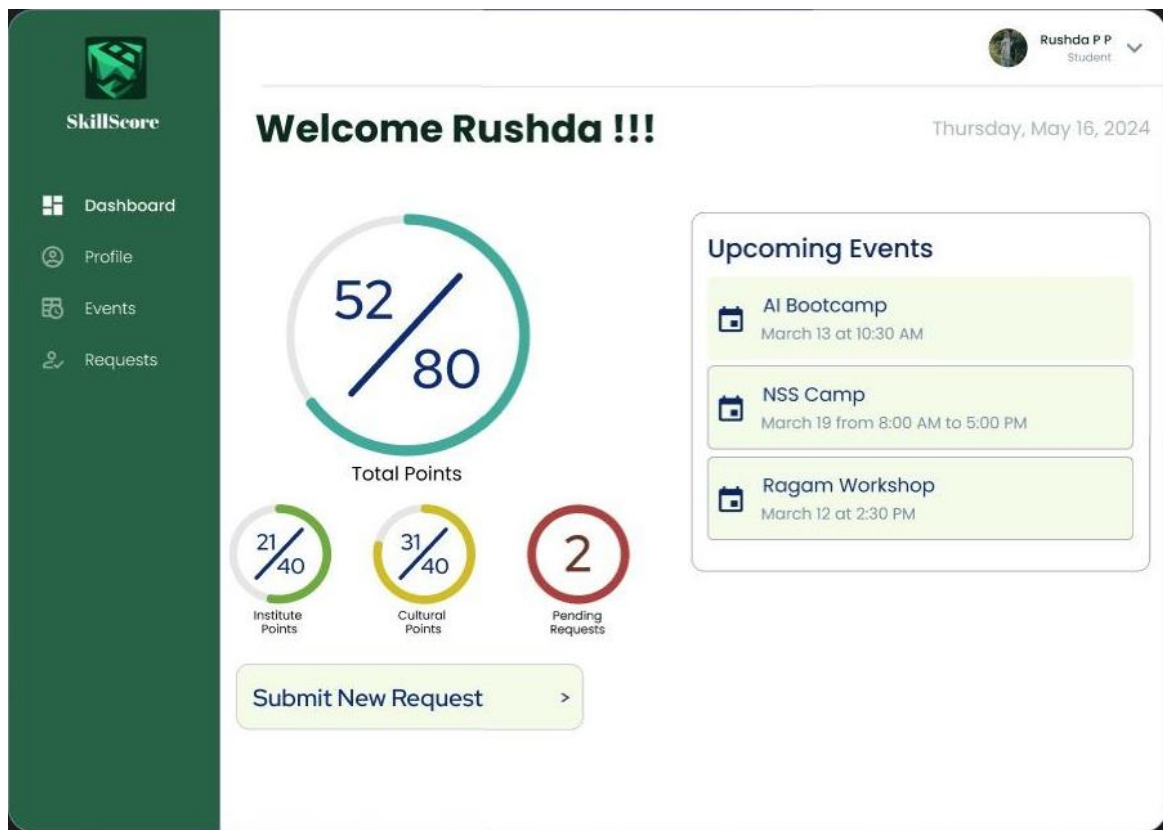 SkillScore
Dashboard
Profile
Events
Requests
Rushda P P
Student
Welcome Rushda !!!
Thursday, May 16, 2024
52
80
Total Points
21
40
Institute
Points
31
40
Cultural
Points
2
Pending
Requests
Submit New Request >
Upcoming Events
AI Bootcamp
March 13 at 10:30 AM
NSS Camp
March 19 from 8:00 AM to 5:00 PM
Ragam Workshop
March 12 at 2:30 PM